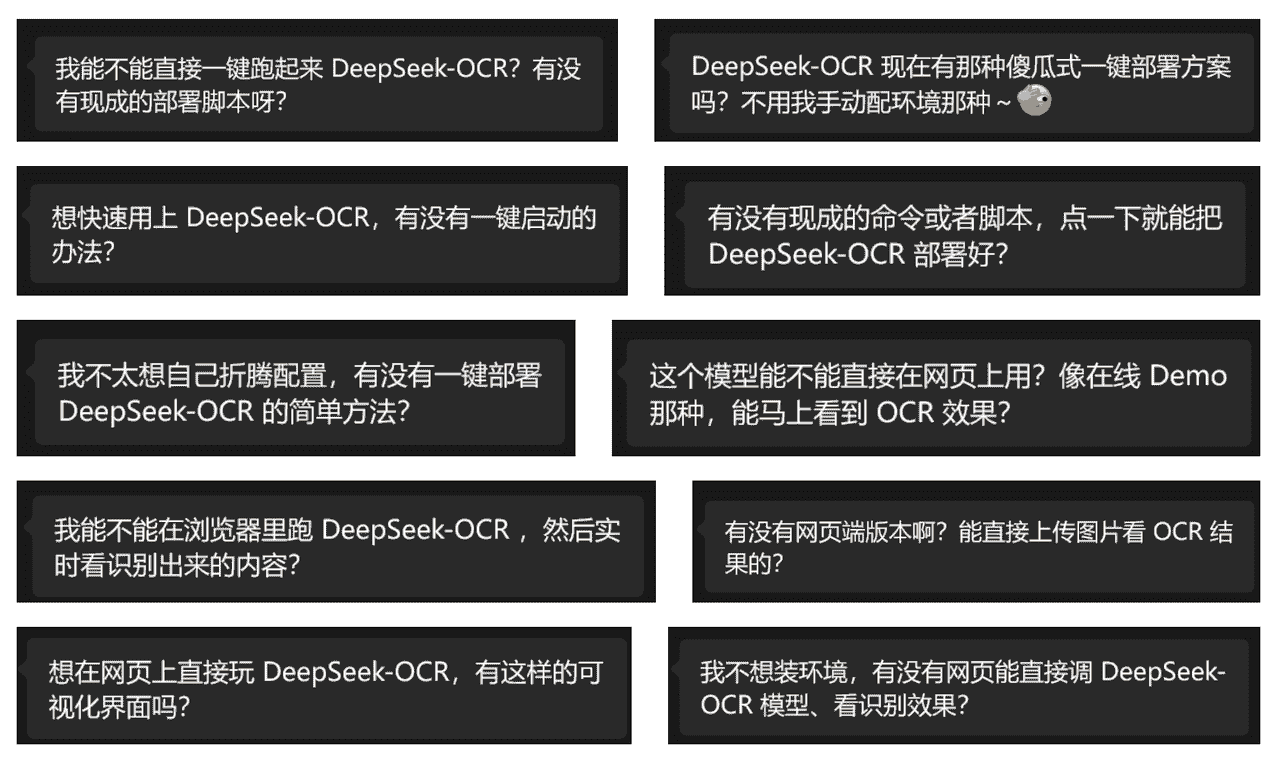 我能不能直接一键跑起来 DeepSeek-OCR？有没
有现成的部署脚本呀？
DeepSeek-OCR 现在有那种傻瓜式一键部署方案
吗？不用我手动配环境那种～
想快速用上 DeepSeek-OCR，有没有一键启动的
办法？
有没有现成的命令或者脚本，点一下就能把
DeepSeek-OCR 部署好？
我不太想自己折腾配置，有没有一键部署
DeepSeek-OCR 的简单方法？
这个模型能不能直接在网页上用？像在线 Demo
那种，能马上看到 OCR 效果？
我能不能在浏览器里跑 DeepSeek-OCR ，然后实
时看识别出来的内容？
有没有网页端版本啊？能直接上传图片看 OCR 结
果的？
想在网页上直接玩 DeepSeek-OCR，有这样的可
视化界面吗？
我不想装环境，有没有网页能直接调 DeepSeek-
OCR 模型、看识别效果？